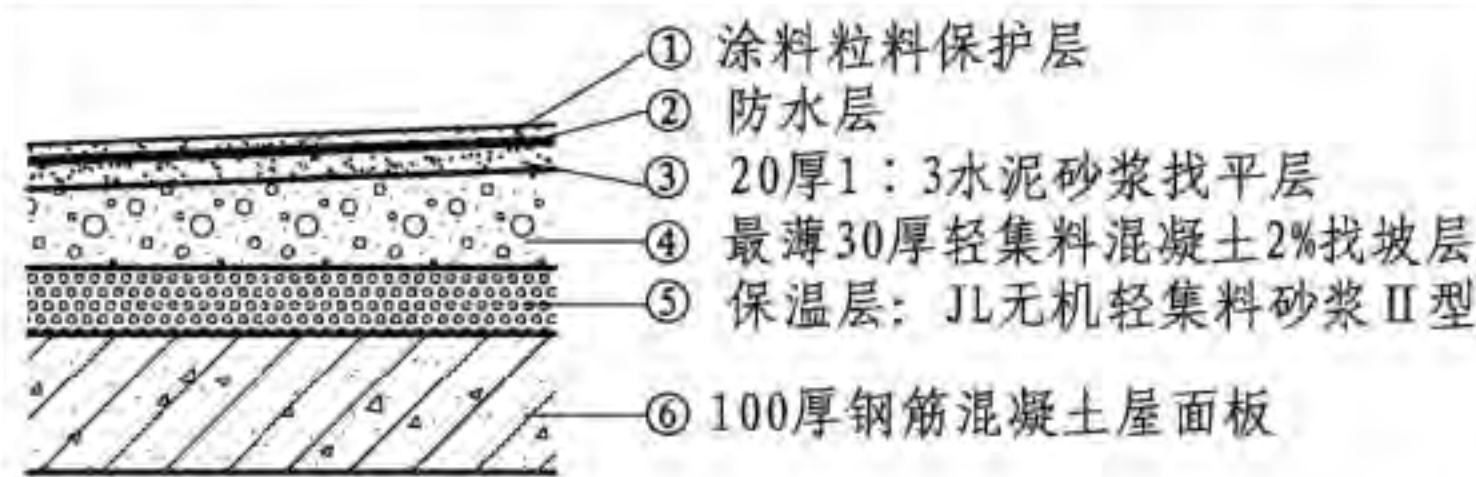 ① 涂料粒料保护层
② 防水层
③ 20厚1：3水泥砂浆找平层
④ 最薄30厚轻集料混凝土2%找坡层
⑤ 保温层：JL无机轻集料砂浆Ⅱ型
⑥ 100厚钢筋混凝土屋面板